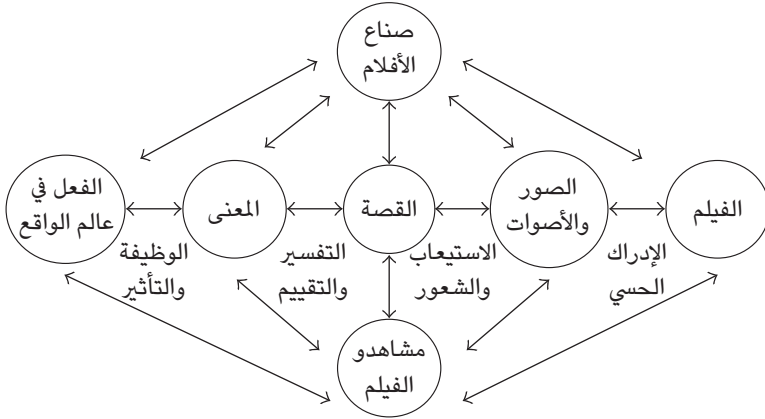 صناع
الأفلام
الفيلم
الصور
والأصوات
القصة
المعنى
الفعل في
عالم الواقع
الإدراك
الحسي
الاستيعاب
والشعور
التفسير
والتقييم
الوظيفة
والتأثير
مشاهدو
الفيلم